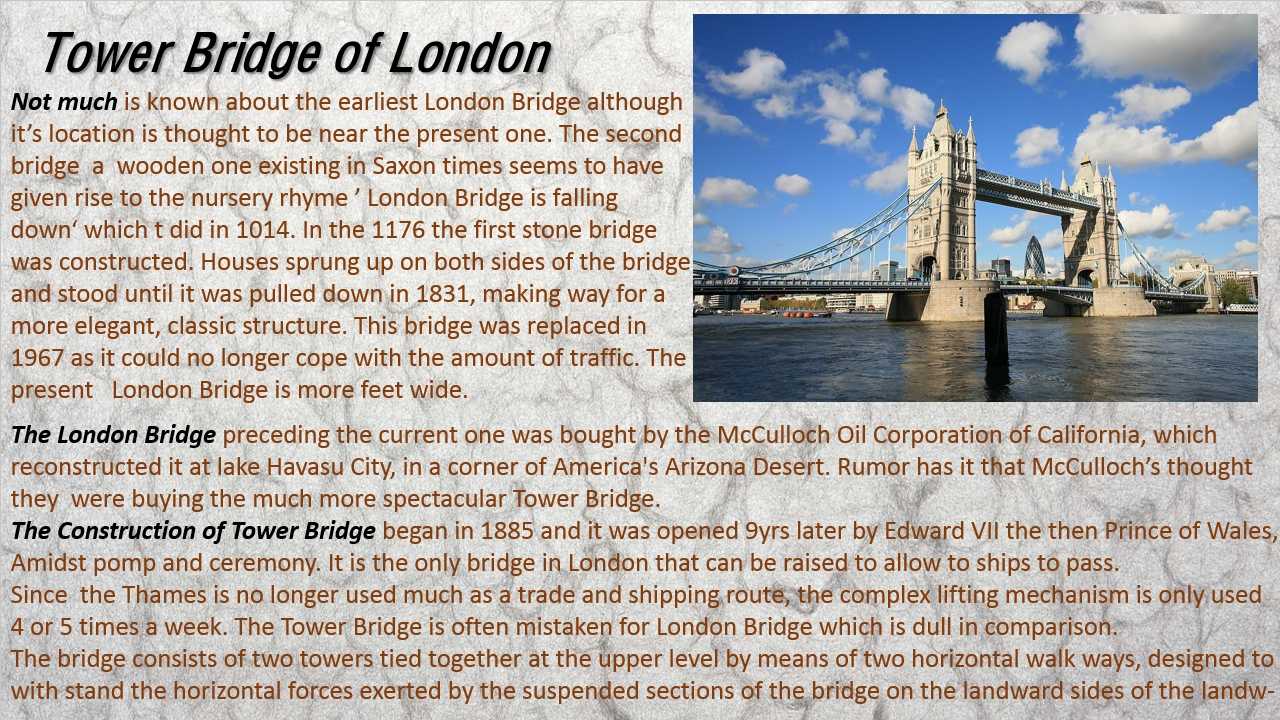 Tower Bridge of London
Not much is known about the earliest London Bridge although
it’s location is thought to be near the present one. The second
bridge  a  wooden one existing in Saxon times seems to have
given rise to the nursery rhyme ’ London Bridge is falling
down‘ which t did in 1014. In the 1176 the first stone bridge
was constructed. Houses sprung up on both sides of the bridge
and stood until it was pulled down in 1831, making way for a
more elegant, classic structure. This bridge was replaced in
1967 as it could no longer cope with the amount of traffic. The
present   London Bridge is more feet wide.
The London Bridge preceding the current one was bought by the McCulloch Oil Corporation of California, which
reconstructed it at lake Havasu City, in a corner of America's Arizona Desert. Rumor has it that McCulloch’s thought
they  were buying the much more spectacular Tower Bridge.
The Construction of Tower Bridge began in 1885 and it was opened 9yrs later by Edward VII the then Prince of Wales,
Amidst pomp and ceremony. It is the only bridge in London that can be raised to allow to ships to pass.
Since  the Thames is no longer used much as a trade and shipping route, the complex lifting mechanism is only used
4 or 5 times a week. The Tower Bridge is often mistaken for London Bridge which is dull in comparison.
The bridge consists of two towers tied together at the upper level by means of two horizontal walk ways, designed to
with stand the horizontal forces exerted by the suspended sections of the bridge on the landward sides of the landw-